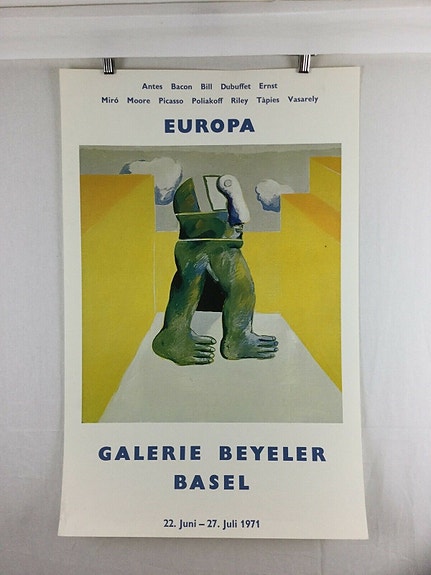 Antes Bacon Bill Dubuffet Ernst
Miró Moore Picasso Poliakoff Riley Tàpies Vasarely
EUROPA
GALERIE BEYELER
BASEL
22. Juni – 27. Juli 1971